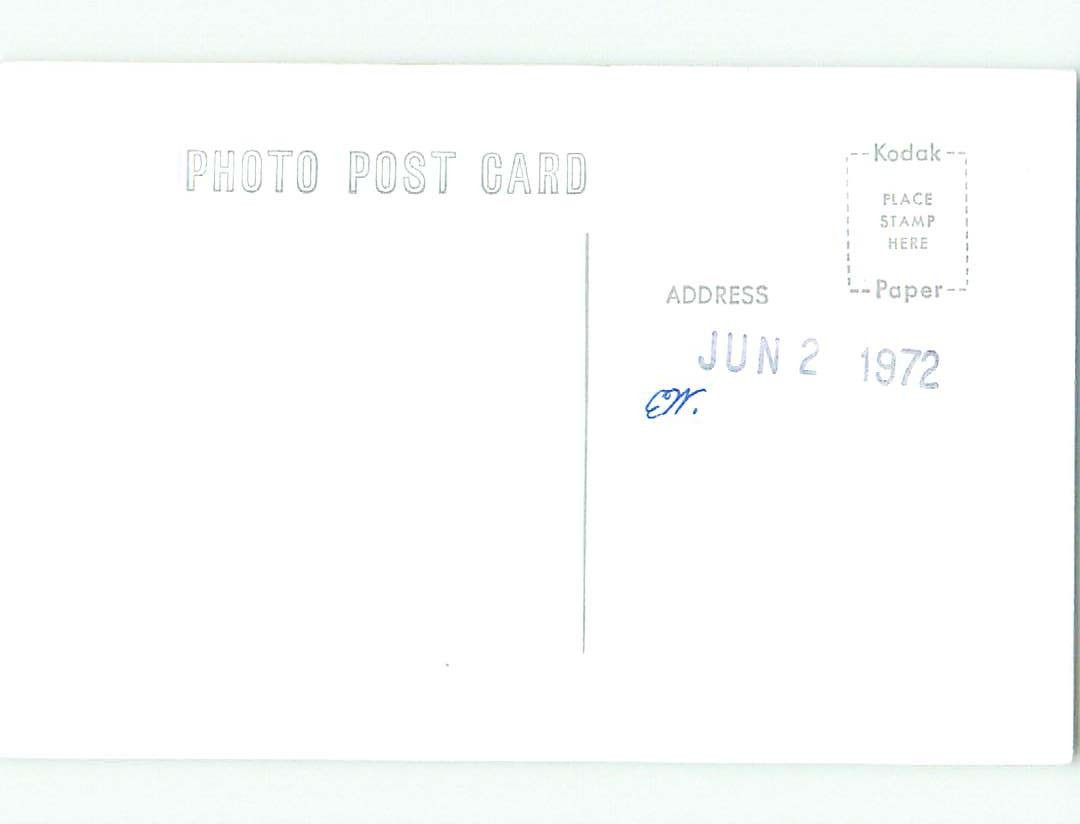 PHOTO POST CARD
Kodak
PLACE
STAMP
HERE
Paper
ADDRESS
JUN 2 1972